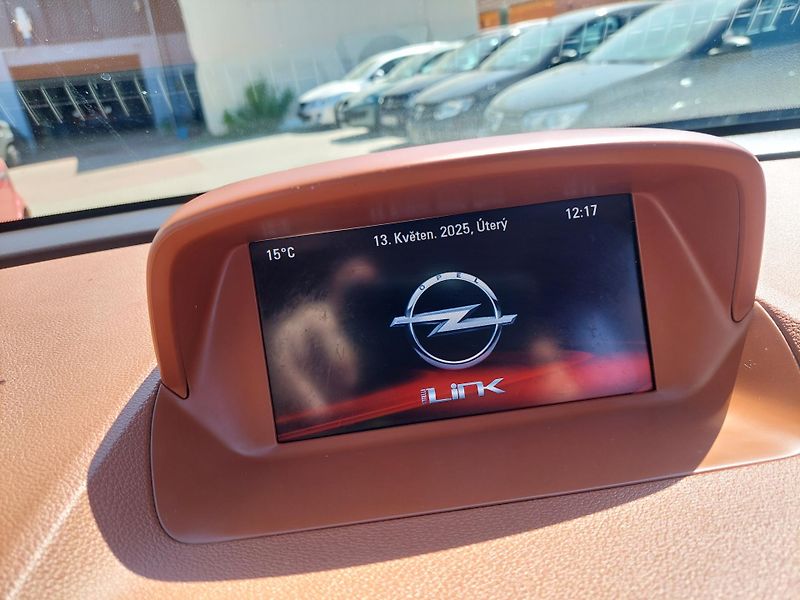 15°C
13. Květen. 2025, Úterý
12:17
OPEL
LINK